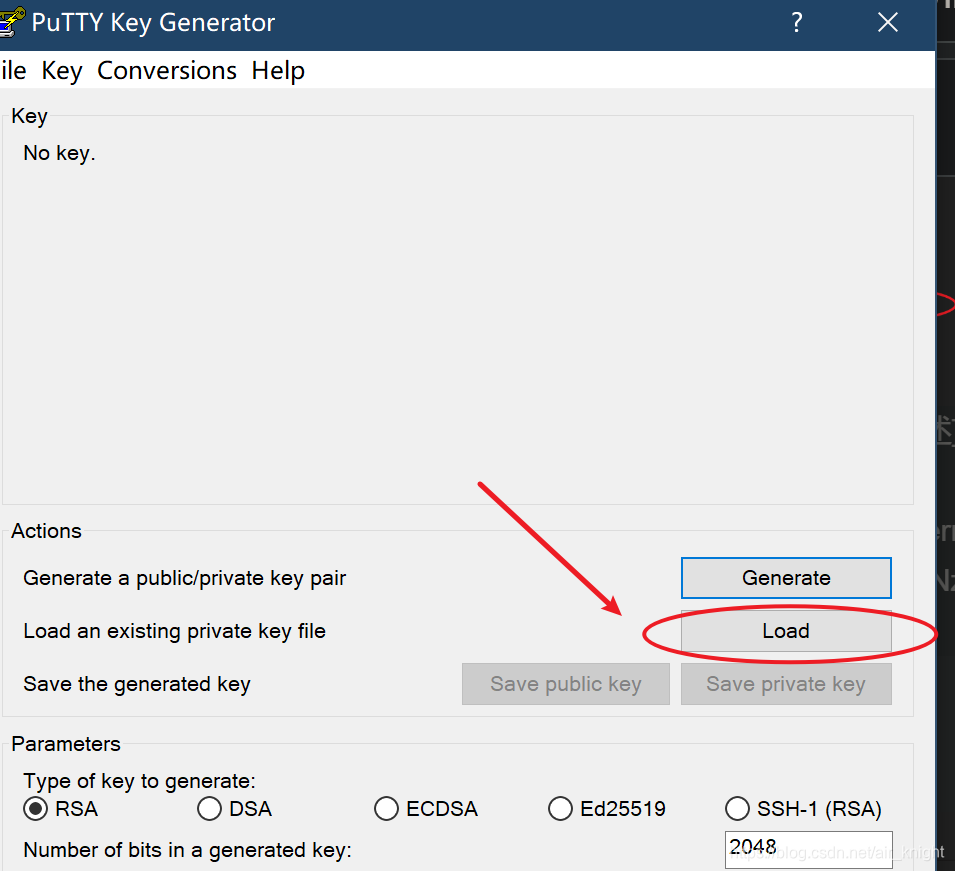 PuTTY Key Generator
ile Key Conversions Help
Key
No key.
Actions
Generate a public/private key pair Generate
Load an existing private key file Load
Save the generated key Save public key Save private key
Parameters
Type of key to generate:
RSA DSA ECDSA Ed25519 SSH-1 (RSA)
Number of bits in a generated key: 2048
https://blog.csdn.net/air_knight